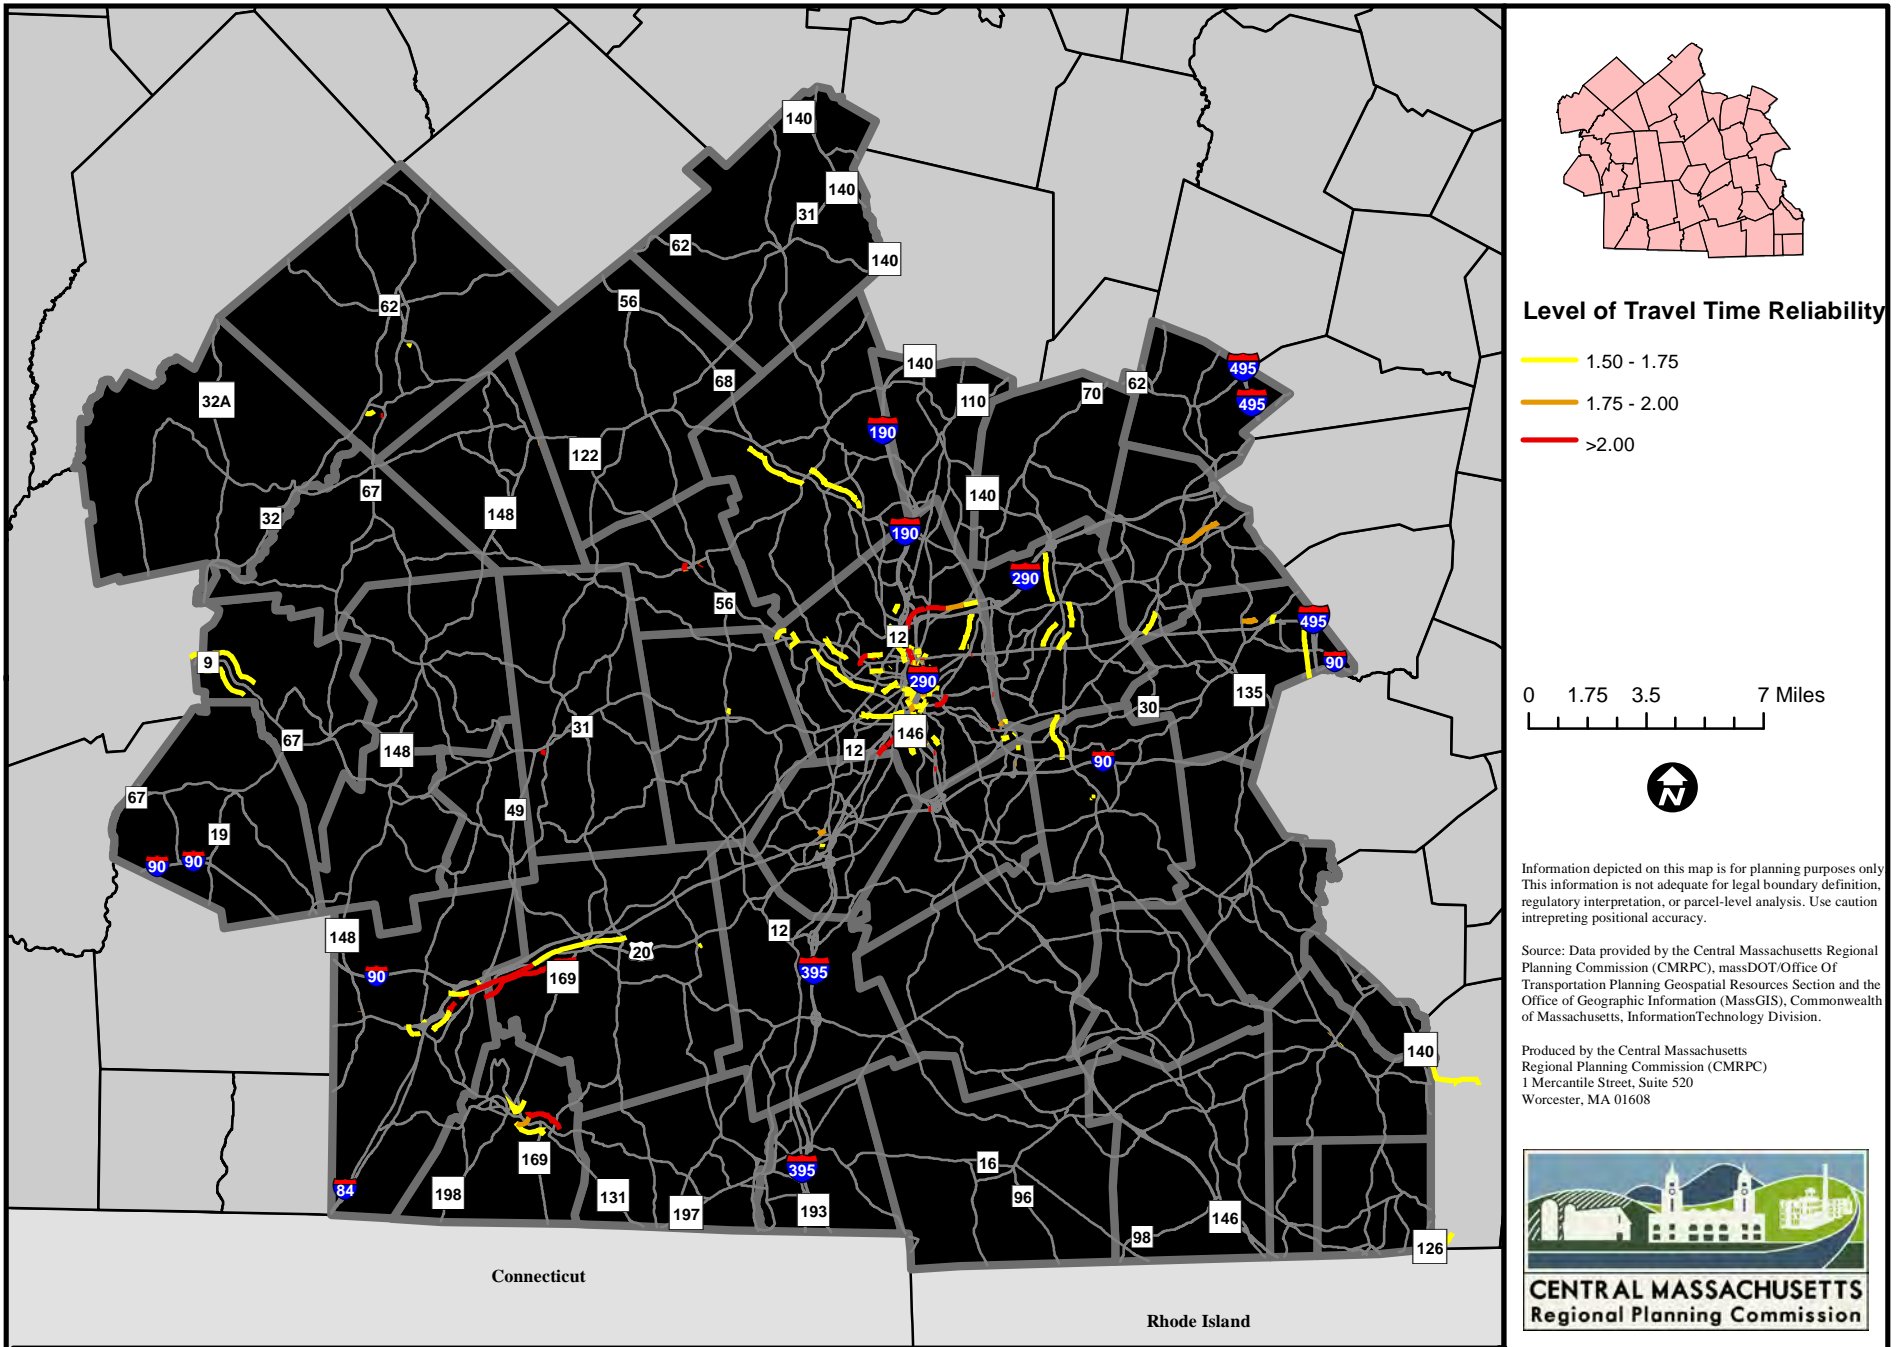 140
140
31
62
140
56
62
32A
68
140
110
70
62
495
495
190
122
67
148
32
140
190
290
56
12
495
90
9
290
135
30
67
148
31
146
12
90
67
19
49
90
90
148
12
20
90
169
395
140
169
16
395
84
198
131
197
193
96
146
98
126
Connecticut
Rhode Island
Level of Travel Time Reliability
1.50 - 1.75
1.75 - 2.00
>2.00
0 1.75 3.5 7 Miles
N
Information depicted on this map is for planning purposes only
This information is not adequate for legal boundary definition,
regulatory interpretation, or parcel-level analysis. Use caution
intrepreting positional accuracy.
Source: Data provided by the Central Massachusetts Regional
Planning Commission (CMRPC), massDOT/Office Of
Transportation Planning Geospatial Resources Section and the
Office of Geographic Information (MassGIS), Commonwealth
of Massachusetts, InformationTechnology Division.
Produced by the Central Massachusetts
Regional Planning Commission (CMRPC)
1 Mercantile Street, Suite 520
Worcester, MA 01608
CENTRAL MASSACHUSETTS
Regional Planning Commission